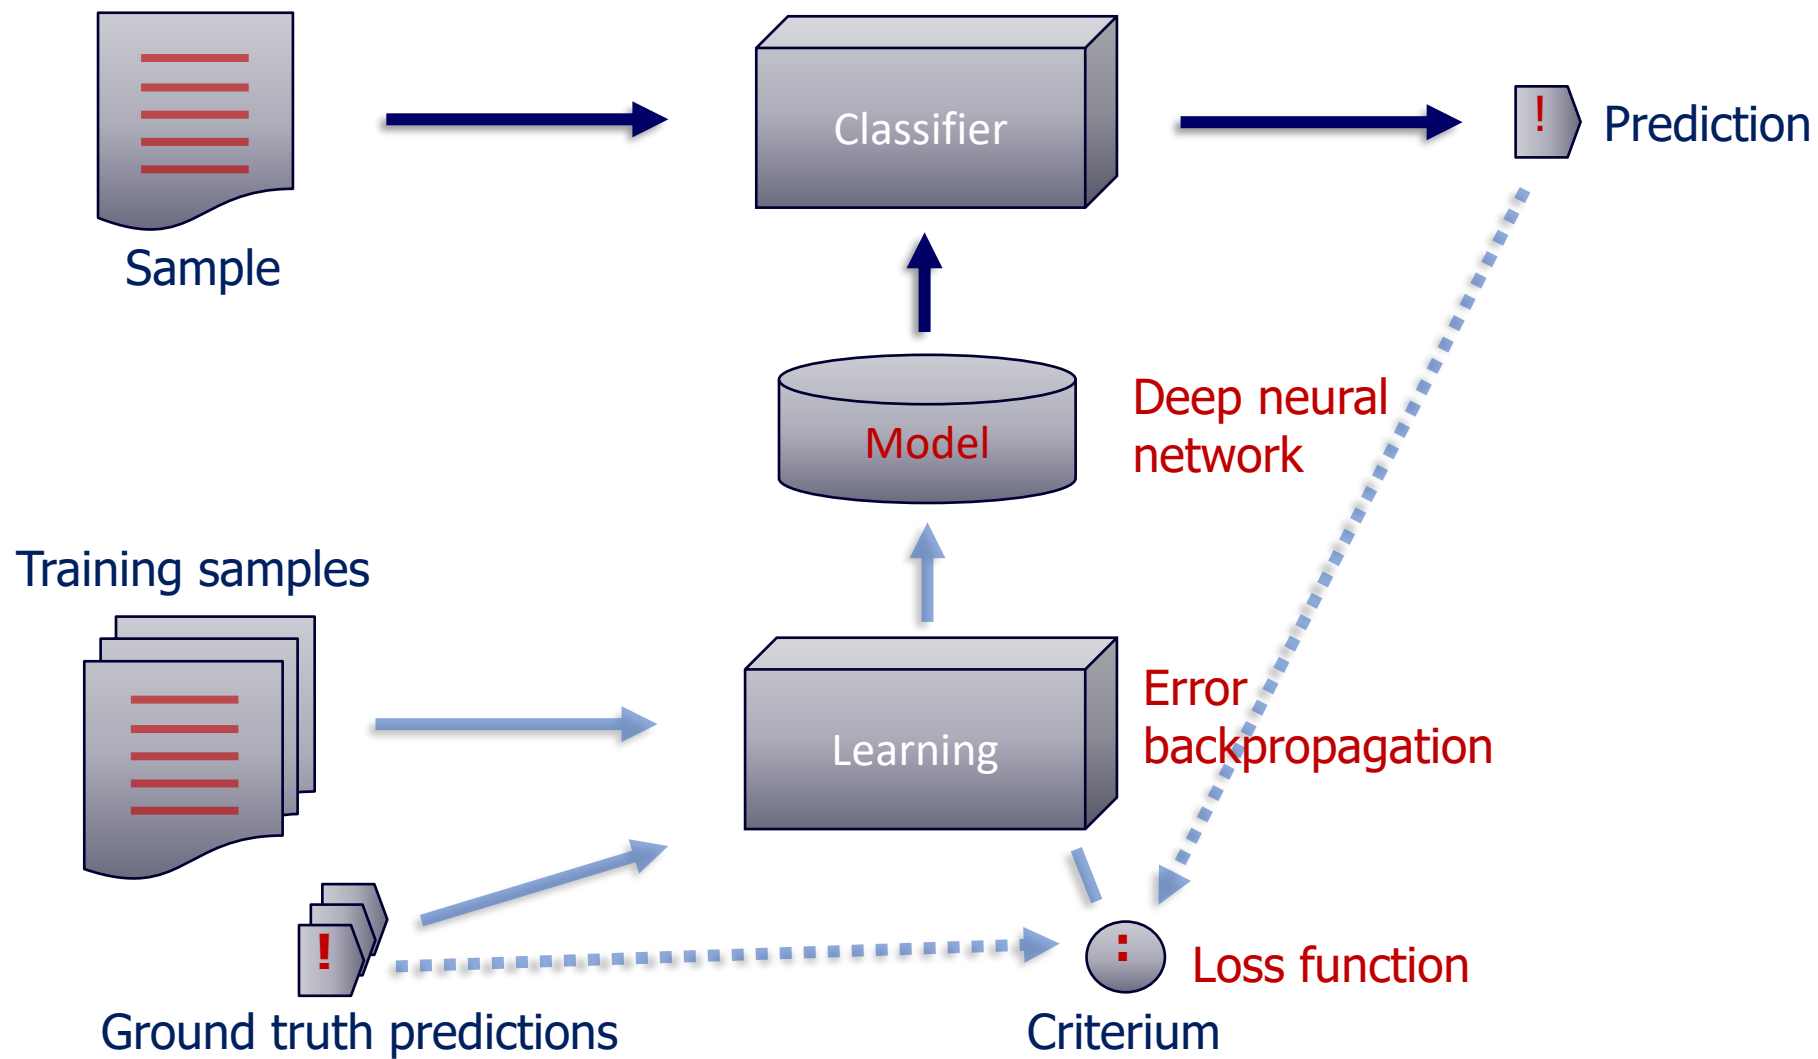 Sample
Classifier
!
Prediction
Model
Deep neural
network
Training samples
Learning
Error
backpropagation
!
:
Loss function
Ground truth predictions
Criterium